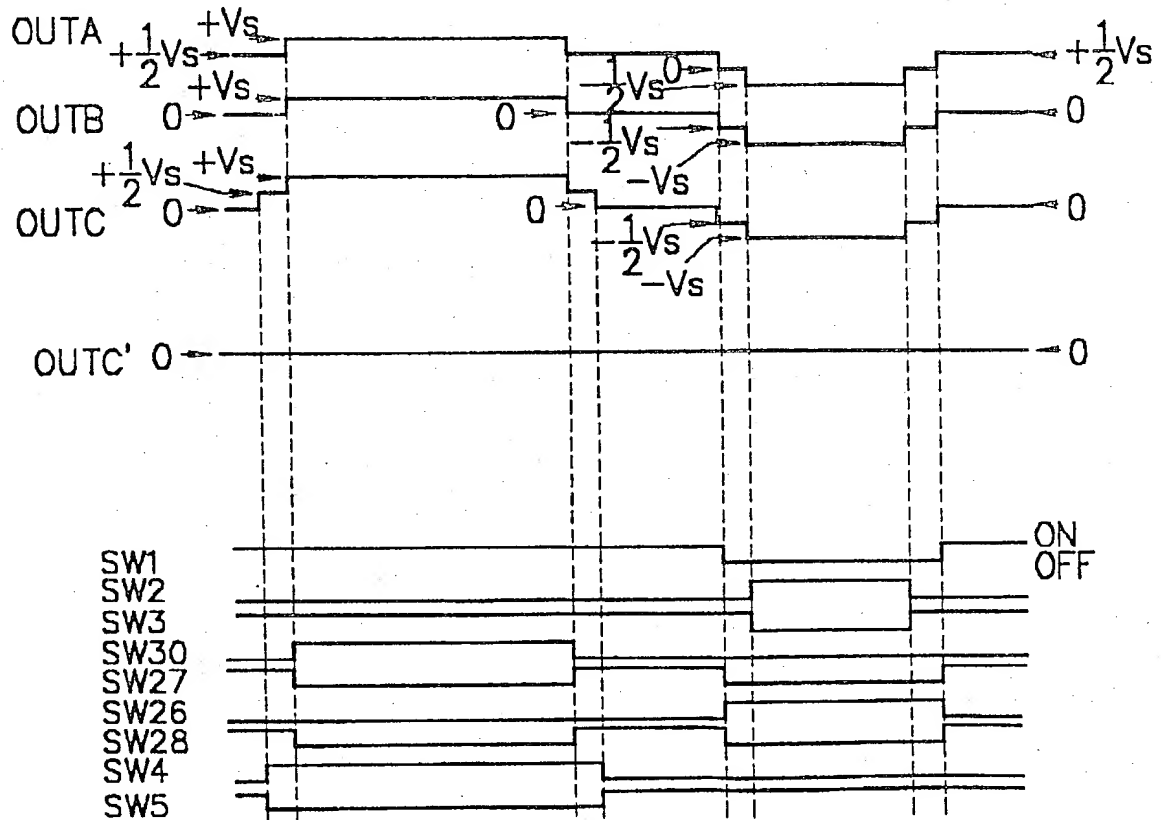 OUTA
+Vs
+1/2Vs
0
-1/2Vs
+1/2Vs
OUTB
+Vs
0
0
-1/2Vs
-Vs
0
OUTC
+1/2Vs
+Vs
0
0
-1/2Vs
-Vs
0
OUTC' 0
0
SW1
ON
OFF
SW2
SW3
SW30
SW27
SW26
SW28
SW4
SW5